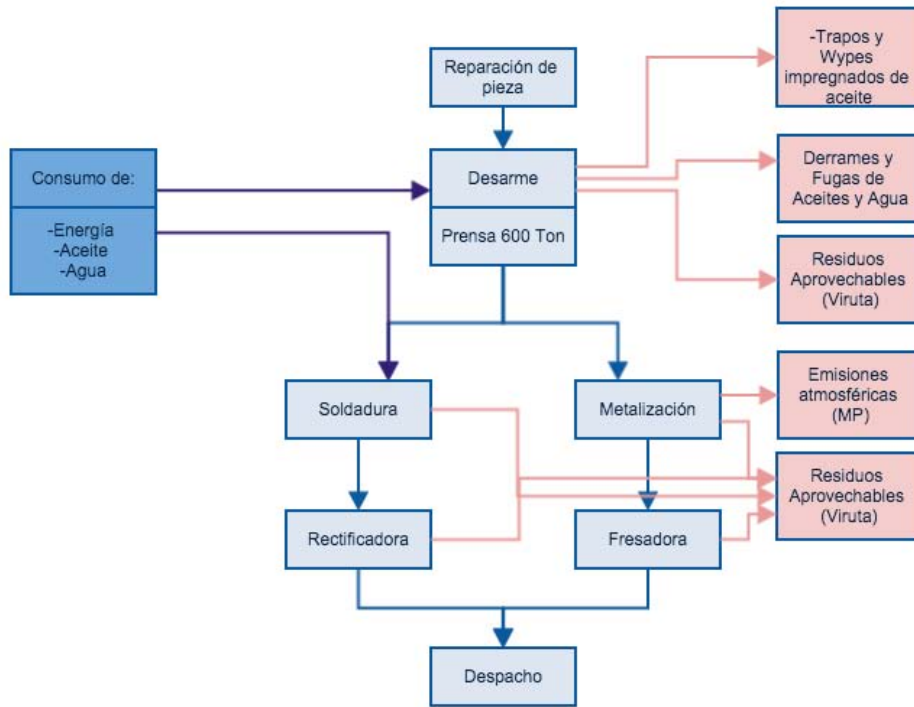 -Trapos y
Wypes
impregnados de
aceite
Reparación de
pieza
Consumo de:
-Energía
-Aceite
-Agua
Desarme
Prensa 600 Ton
Derrames y
Fugas de
Aceites y Agua
Residuos
Aprovechables
(Viruta)
Soldadura
Metalización
Emisiones
atmosféricas
(MP)
Residuos
Aprovechables
(Viruta)
Rectificadora
Fresadora
Despacho